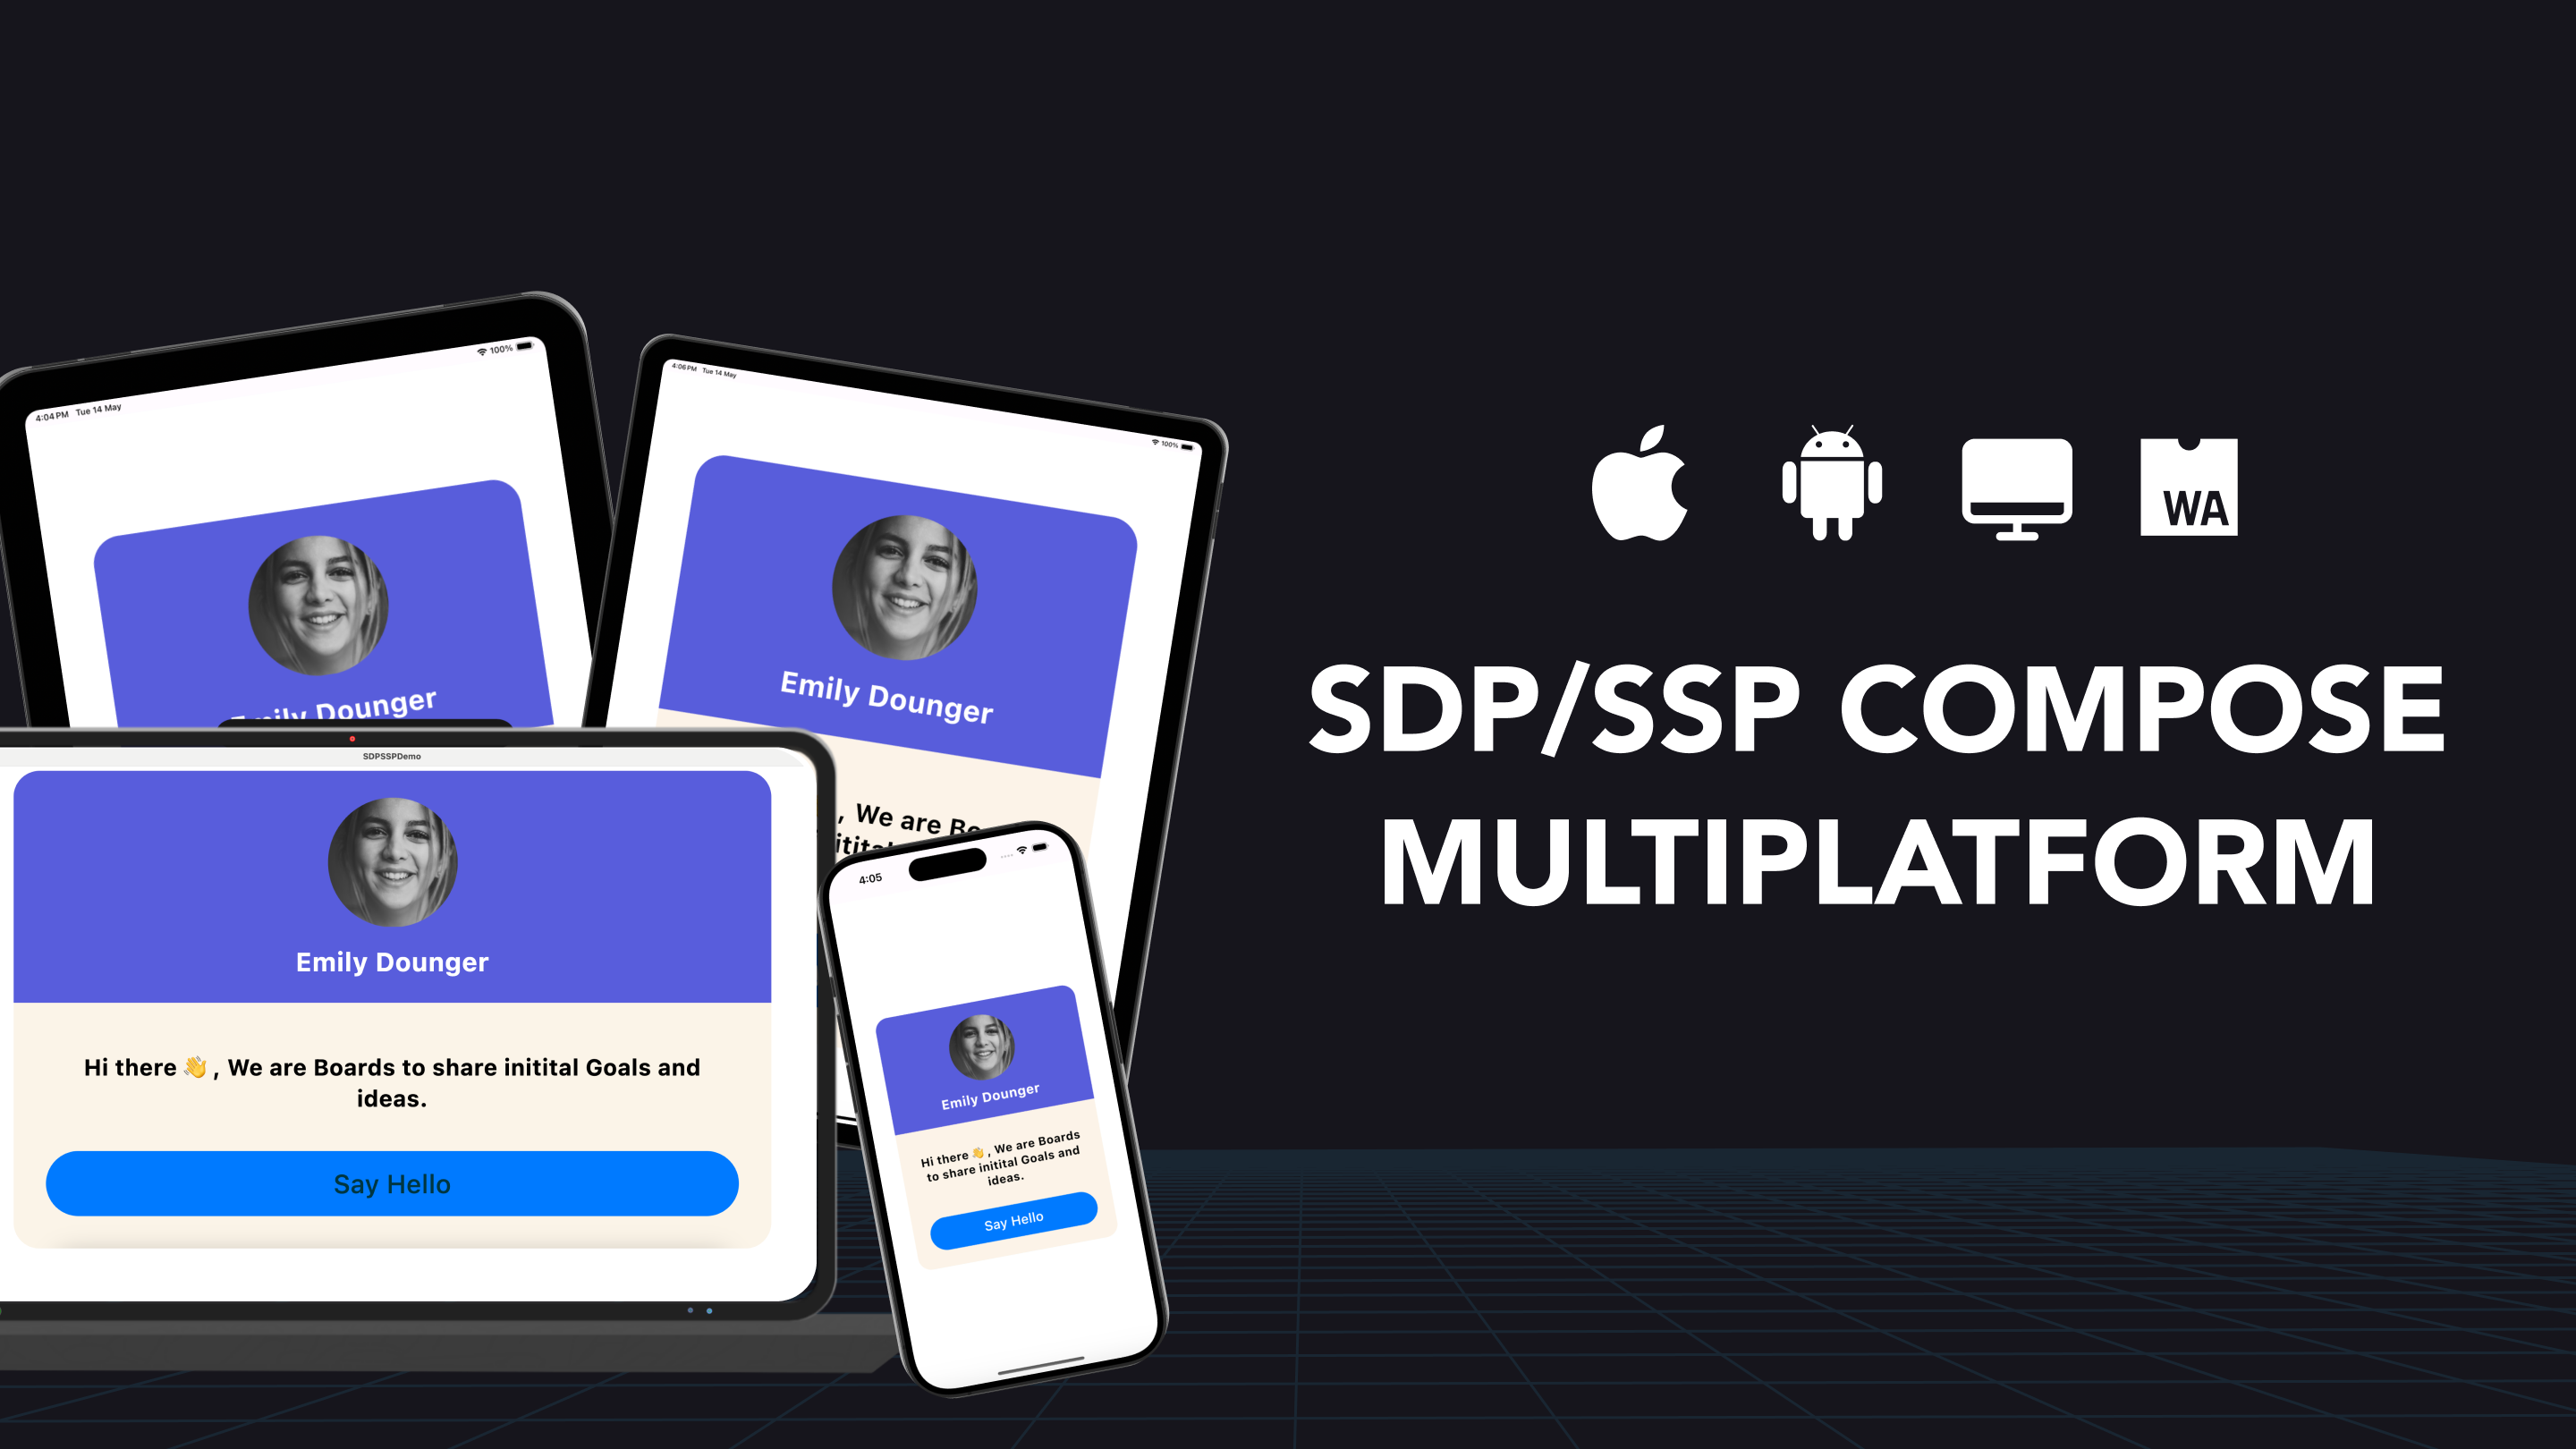 4:04 PM Tue 14 May
100%
Emily Dounger
4:06 PM Tue 14 May
100%
Emily Dounger
, We are
SDPSSPDemo
Emily Dounger
Hi there 👋 , We are Boards to share initital Goals and
ideas.
Say Hello
4:05
Emily Dounger
Hi there 👋 , We are Boards
to share initital Goals and
ideas.
Say Hello
WA
SDP/SSP COMPOSE
MULTIPLATFORM